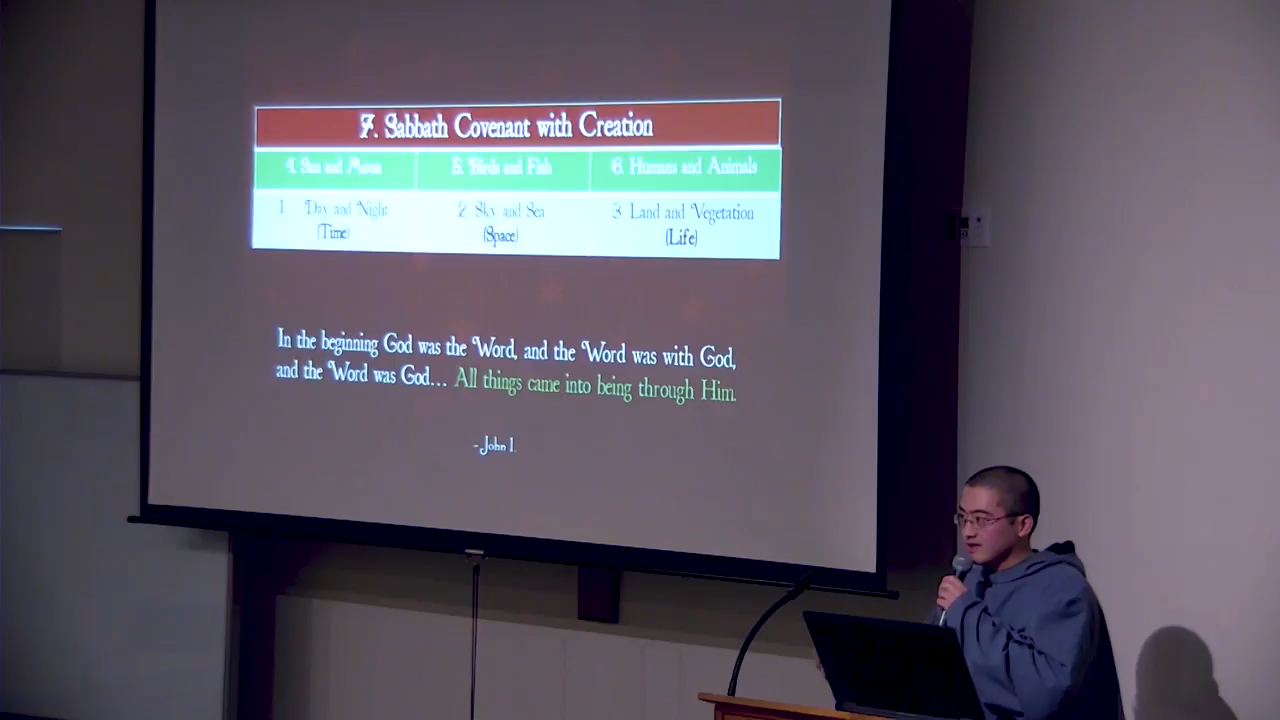 7. Sabbath Covenant with Creation
4. Sun and Moon 5. Birds and Fish 6. Humans and Animals
1 Day and Night 2 Sky and Sea 3 Land and Vegetation
(Time) (Space) (Life)
In the beginning God was the Word, and the Word was with God,
and the Word was God... All things came into being through Him.
-John 1.